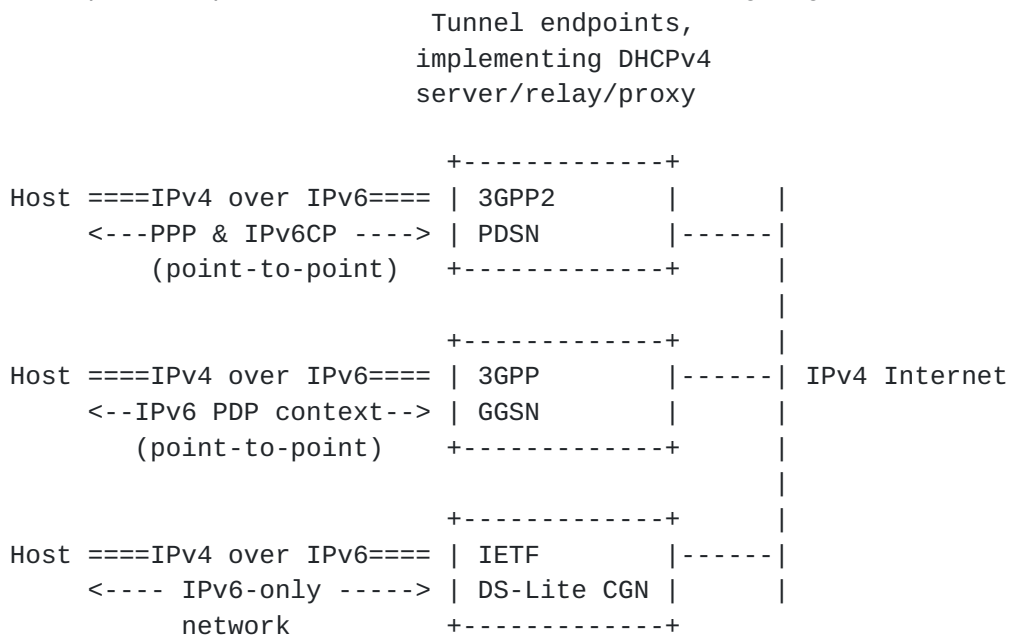 Tunnel endpoints,
implementing DHCPv4
server/relay/proxy
+-------------+
Host ====IPv4 over IPv6==== | 3GPP2       |      |
<---PPP & IPv6CP ----> | PDSN        |------|
(point-to-point)   +-------------+      |
|
+-------------+      |
Host ====IPv4 over IPv6==== | 3GPP        |------| IPv4 Internet
<--IPv6 PDP context--> | GGSN        |      |
(point-to-point)    +-------------+      |
|
+-------------+      |
Host ====IPv4 over IPv6==== | IETF        |------|
<---- IPv6-only -----> | DS-Lite CGN |      |
network          +-------------+